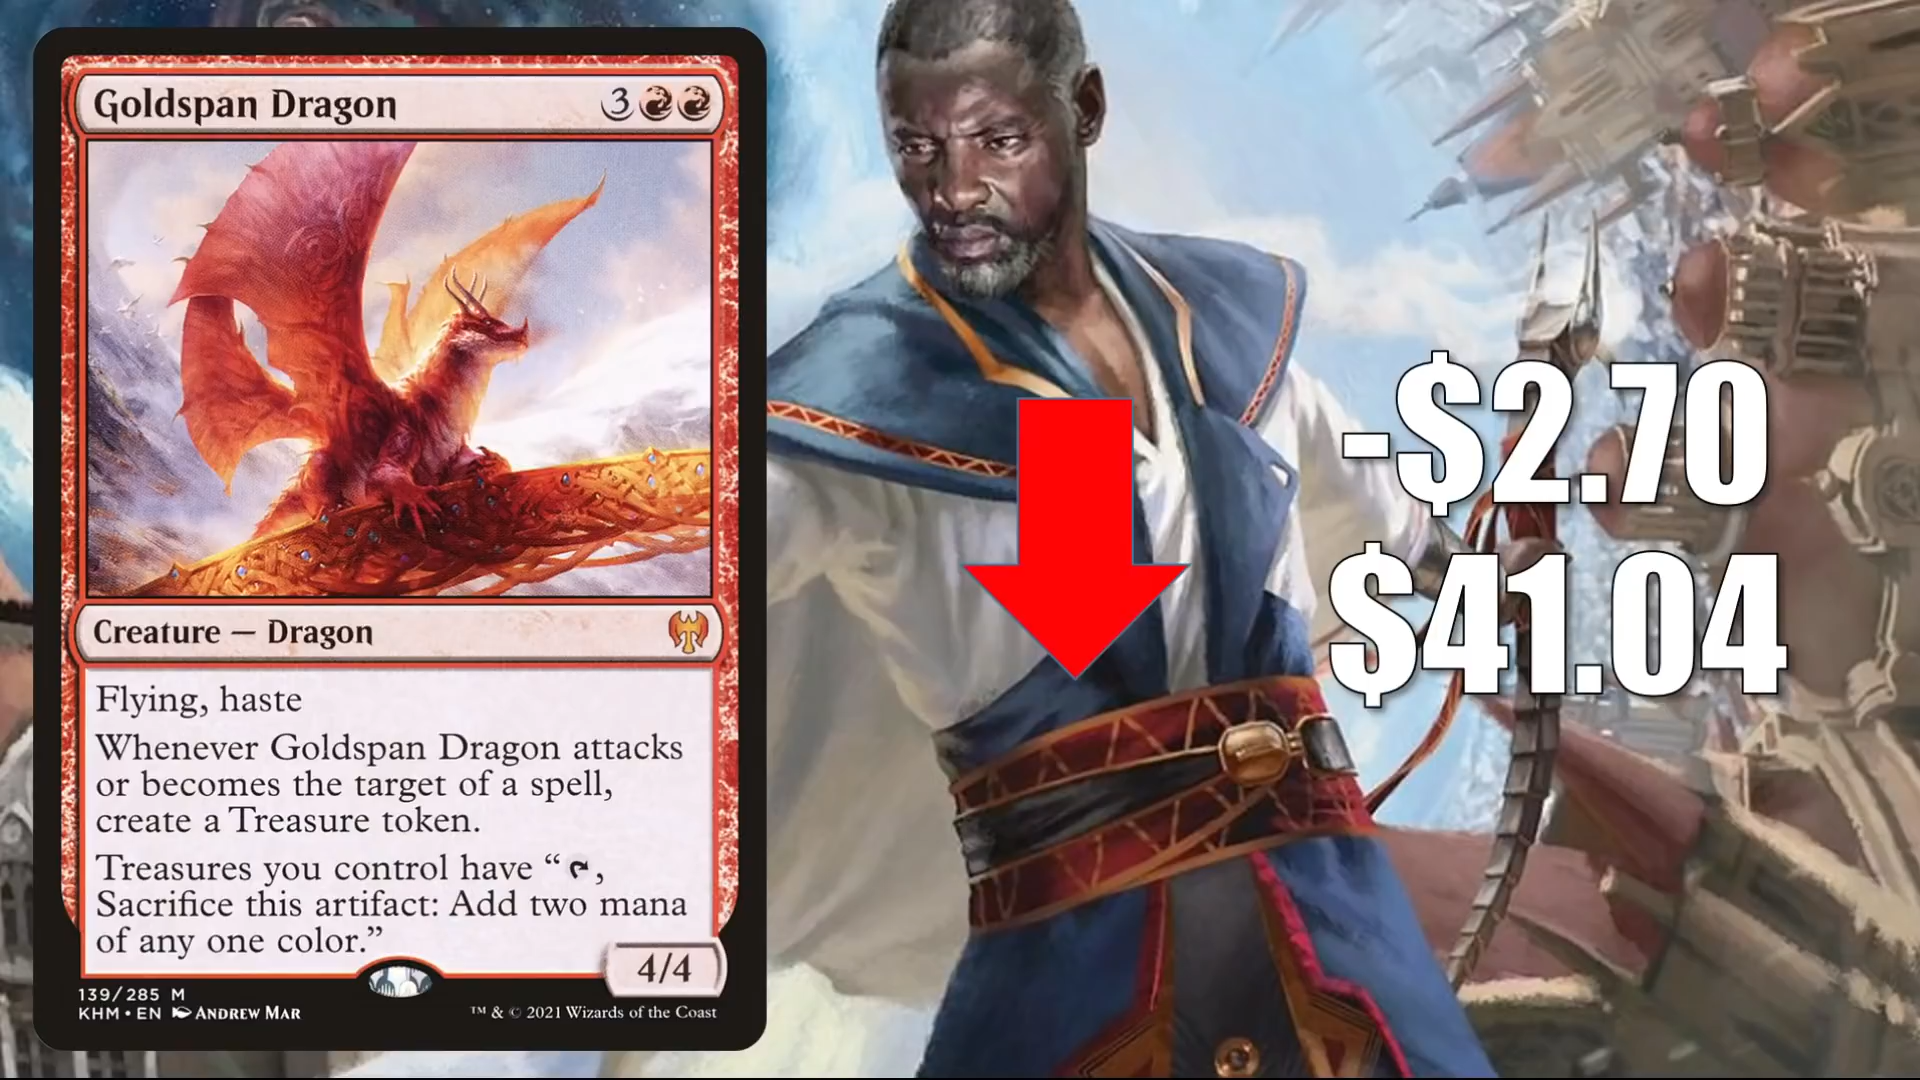 Goldspan Dragon 3
Creature — Dragon
Flying, haste
Whenever Goldspan Dragon attacks
or becomes the target of a spell,
create a Treasure token.
Treasures you control have “ ,
Sacrifice this artifact: Add two mana
of any one color.”
4/4
139/285 M
KHM • EN Andrew Mar
™ & © 2021 Wizards of the Coast
-$2.70
$41.04